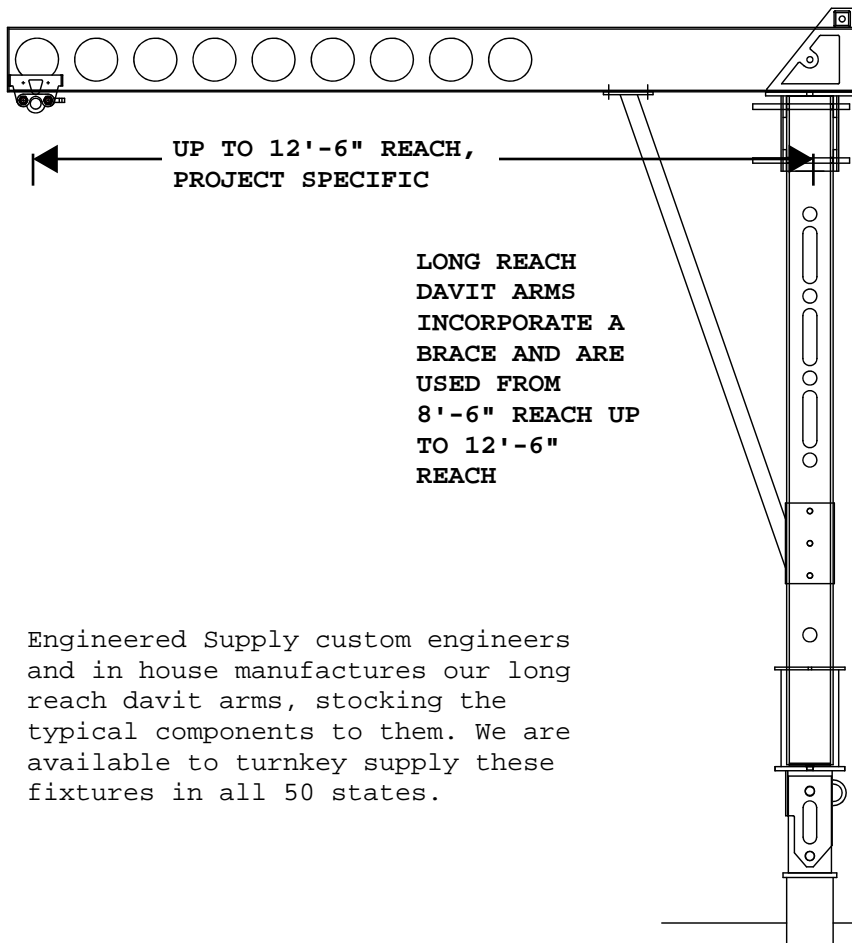 UP TO 12'-6" REACH,
PROJECT SPECIFIC
LONG REACH
DAVIT ARMS
INCORPORATE A
BRACE AND ARE
USED FROM
8'-6" REACH UP
TO 12'-6"
REACH
Engineered Supply custom engineers
and in house manufactures our long
reach davit arms, stocking the
typical components to them. We are
available to turnkey supply these
fixtures in all 50 states.